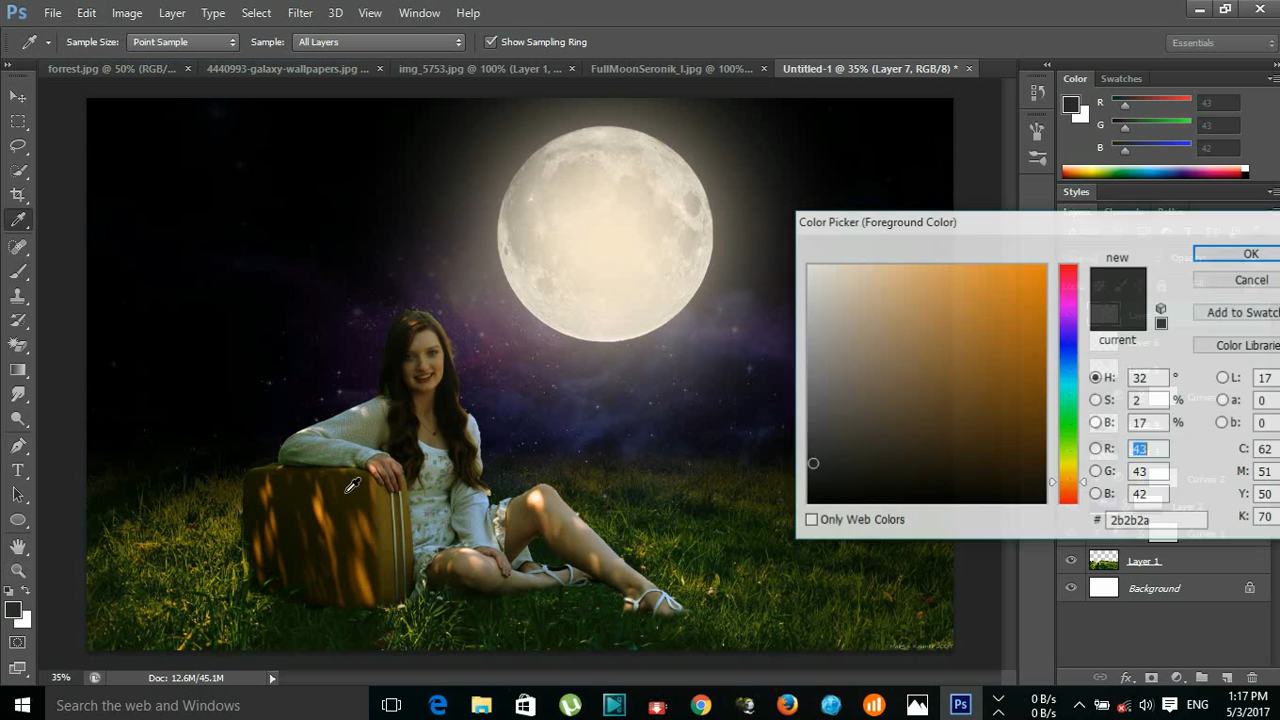 Ps File Edit Image Layer Type Select Filter 3D View Window Help
Sample Size: Point Sample Sample: All Layers Show Sampling Ring Essentials
forrest.jpg @ 50% (RGB/... × 4440993-galaxy-wallpapers.jpg ... × img_5753.jpg @ 100% (Layer 1, ... × FullMoonSeronik_I.jpg @ 100%... × Untitled-1 @ 35% (Layer 7, RGB/8) * ×
Color Swatches
R 43
G 43
B 42
Styles
Color Picker (Foreground Color)
new
current
OK
Cancel
Add to Swatc
Color Librarie
H: 32 ° L: 17
S: 2 % a: 0
B: 17 % b: 0
R: 43 C: 62
G: 43 M: 51
B: 42 Y: 50
# 2b2b2a K: 70
Only Web Colors
Layer 1
Background
35% Doc: 12.6M/45.1M
Search the web and Windows
0 B/s
0 B/s
ENG
1:17 PM
5/3/2017